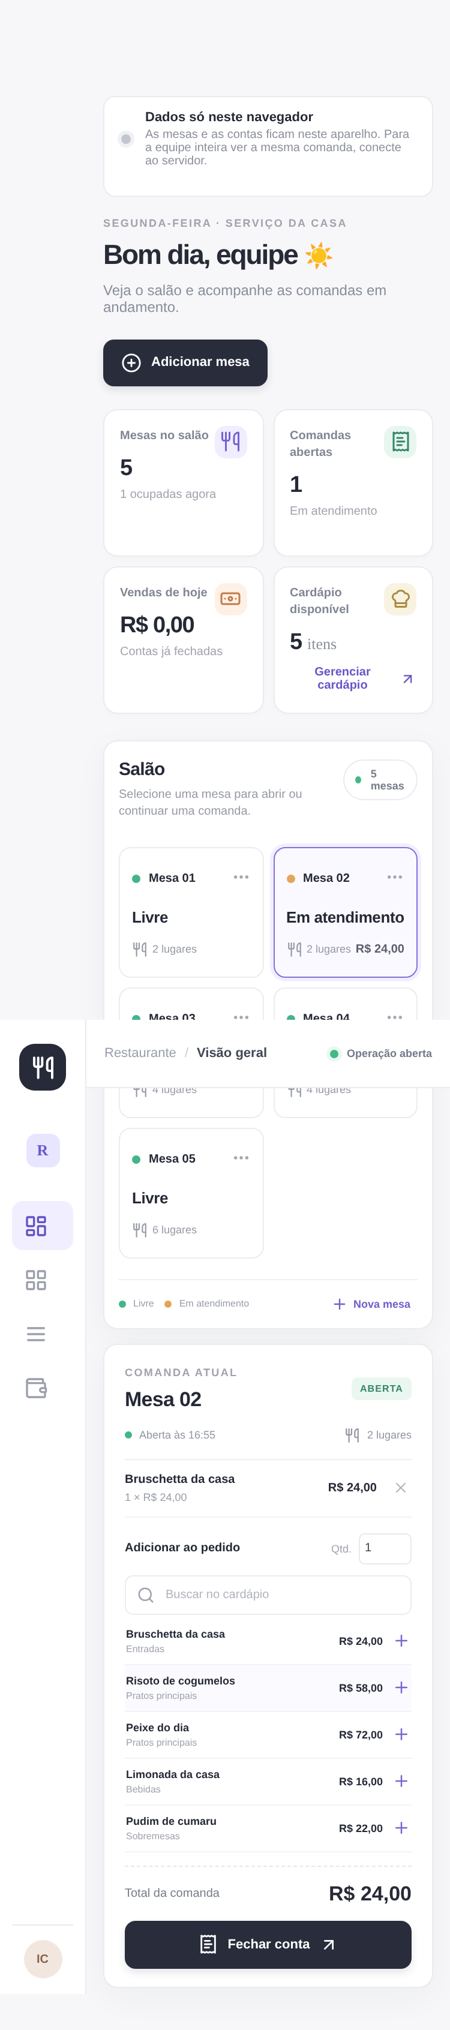 Dados só neste navegador
As mesas e as contas ficam neste aparelho. Para
a equipe inteira ver a mesma comanda, conecte
ao servidor.
SEGUNDA-FEIRA · SERVIÇO DA CASA
Bom dia, equipe ☀️
Veja o salão e acompanhe as comandas em
andamento.
Adicionar mesa
Mesas no salão
5
1 ocupadas agora
Comandas
abertas
1
Em atendimento
Vendas de hoje
R$ 0,00
Contas já fechadas
Cardápio
disponível
5 itens
Gerenciar
cardápio
Salão
Selecione uma mesa para abrir ou
continuar uma comanda.
5
mesas
Mesa 01
Livre
2 lugares
Mesa 02
Em atendimento
2 lugares R$ 24,00
Mesa 03
Mesa 04
Restaurante / Visão geral
Operação aberta
4 lugares
4 lugares
R
Mesa 05
Livre
6 lugares
Livre
Em atendimento
Nova mesa
COMANDA ATUAL
Mesa 02
ABERTA
Aberta às 16:55
2 lugares
Bruschetta da casa
1 × R$ 24,00
R$ 24,00
Adicionar ao pedido
Qtd. 1
Buscar no cardápio
Bruschetta da casa
Entradas
R$ 24,00
Risoto de cogumelos
Pratos principais
R$ 58,00
Peixe do dia
Pratos principais
R$ 72,00
Limonada da casa
Bebidas
R$ 16,00
Pudim de cumaru
Sobremesas
R$ 22,00
Total da comanda
R$ 24,00
Fechar conta
IC